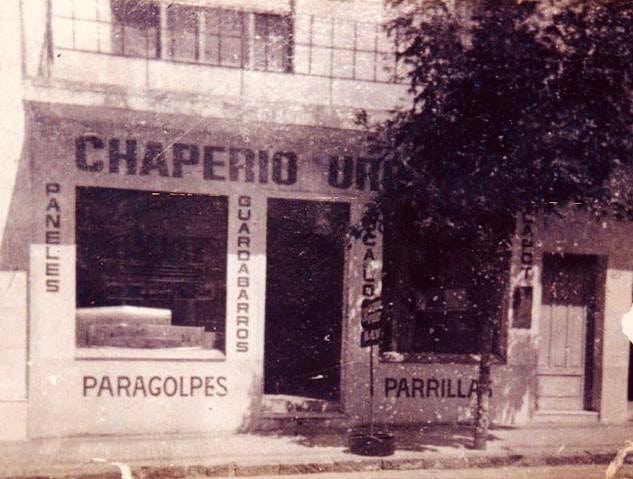 CHAPERIO
PANELES
GUARDABARROS
PARAGOLPES
PARRILLAS